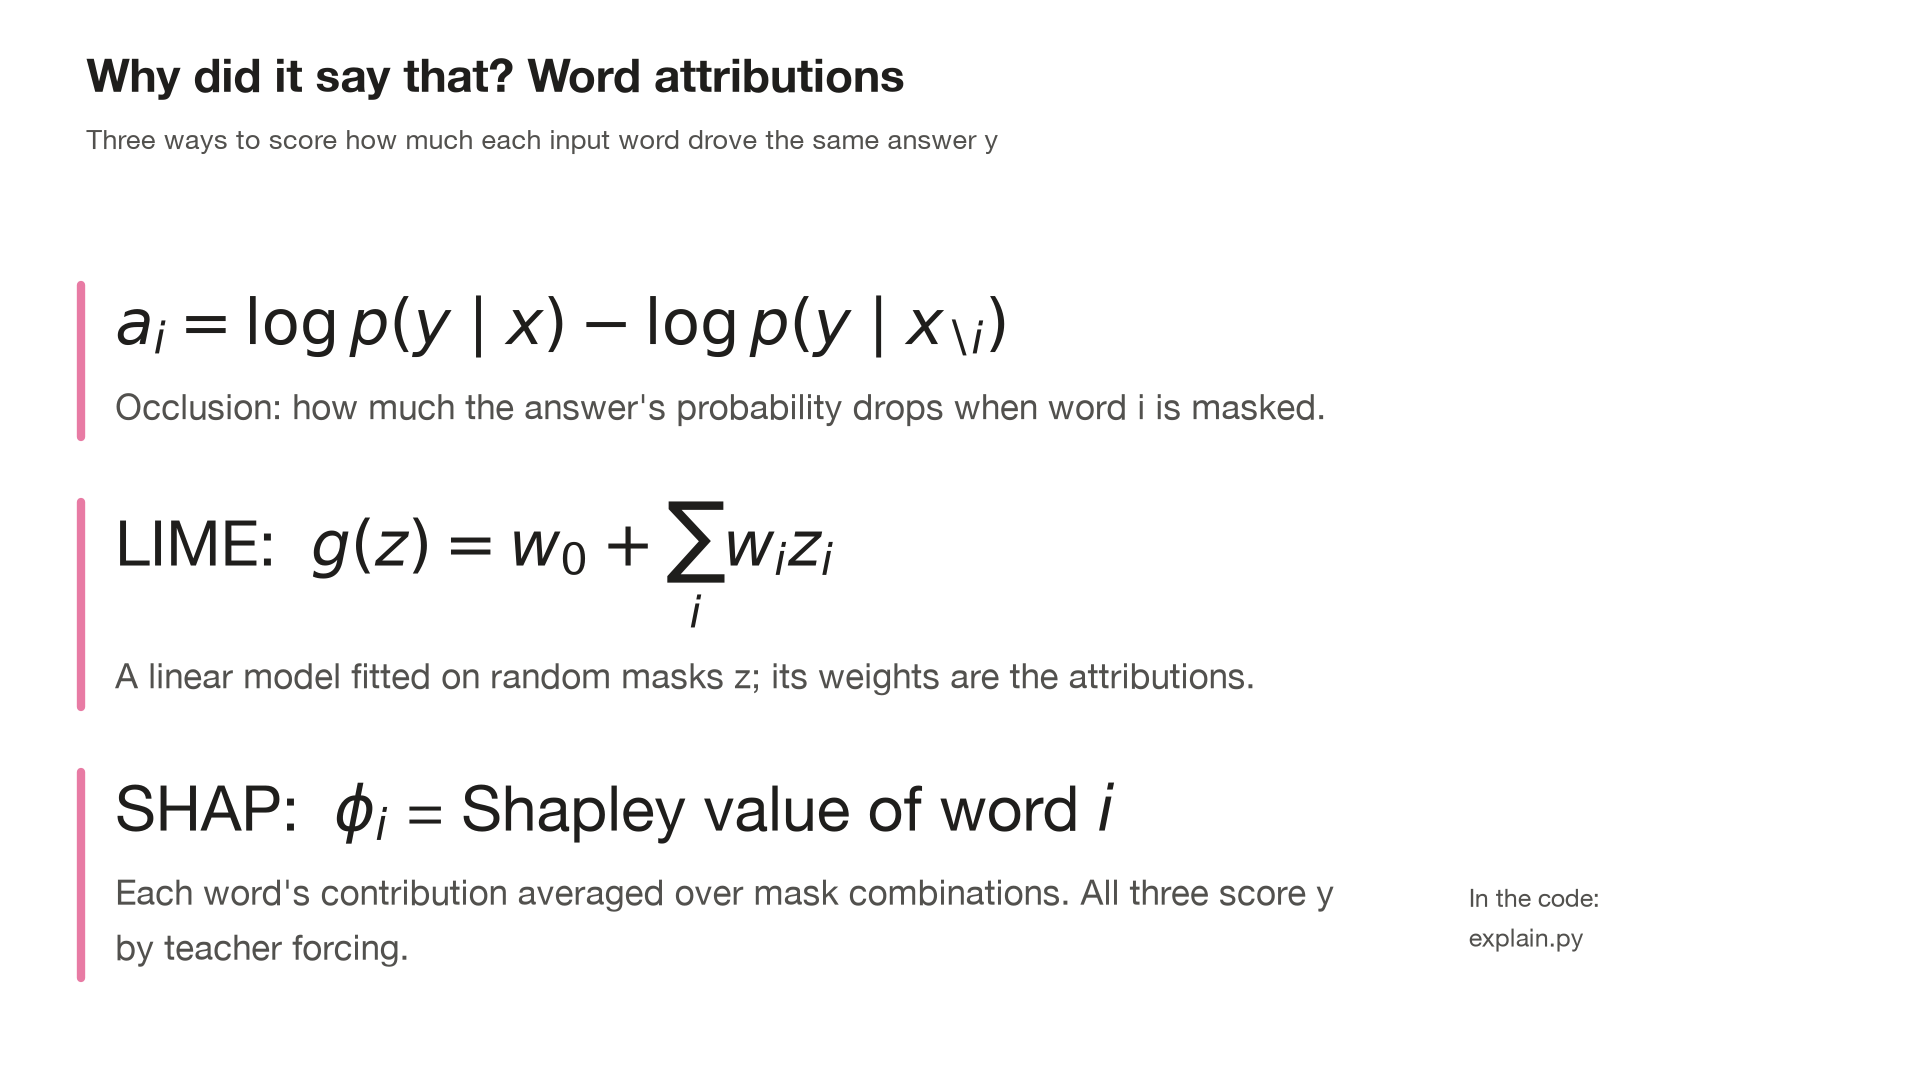 Why did it say that? Word attributions
Three ways to score how much each input word drove the same answer y
a_i = log p(y | x) − log p(y | x_{\i})
Occlusion: how much the answer's probability drops when word i is masked.
LIME: g(z) = w_0 + ∑_i w_i z_i
A linear model fitted on random masks z; its weights are the attributions.
SHAP: ϕ_i = Shapley value of word i
Each word's contribution averaged over mask combinations. All three score y
by teacher forcing.
In the code:
explain.py